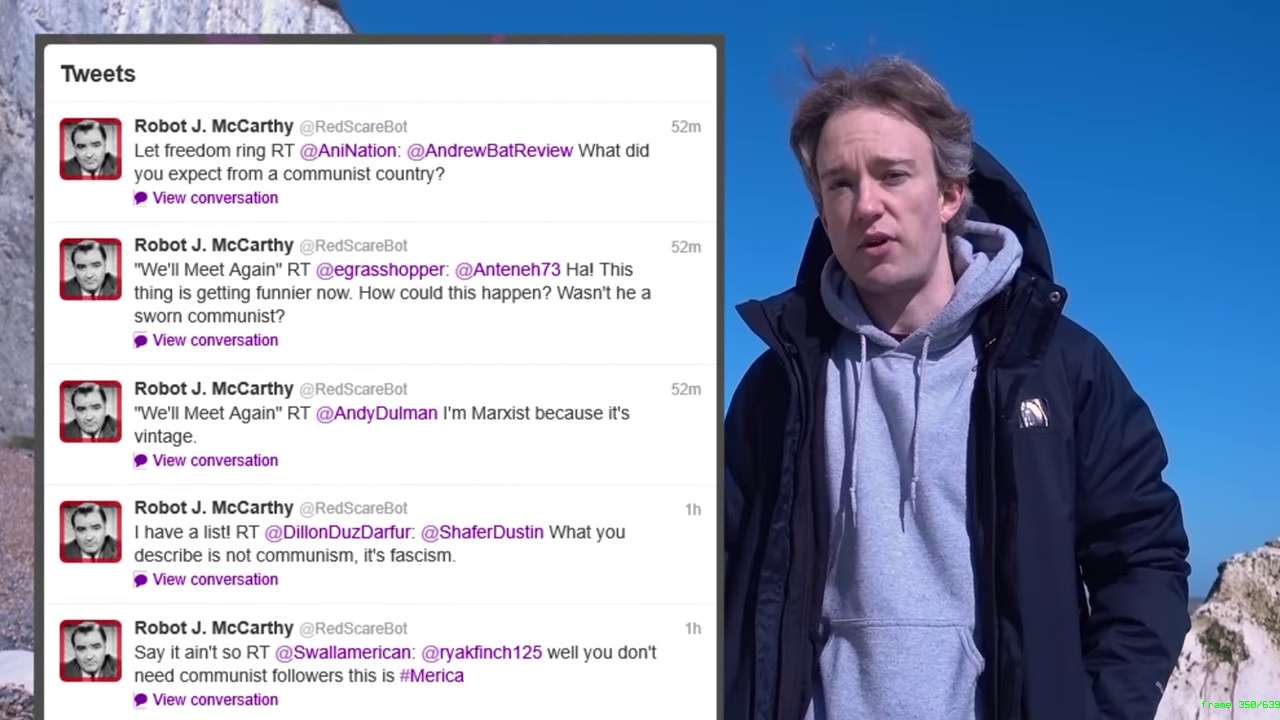 Tweets
Robot J. McCarthy @RedScareBot 52m
Let freedom ring RT @AniNation: @AndrewBatReview What did
you expect from a communist country?
View conversation
Robot J. McCarthy @RedScareBot 52m
"We'll Meet Again" RT @egrasshopper: @Anteneh73 Ha! This
thing is getting funnier now. How could this happen? Wasn't he a
sworn communist?
View conversation
Robot J. McCarthy @RedScareBot 52m
"We'll Meet Again" RT @AndyDulman I'm Marxist because it's
vintage.
View conversation
Robot J. McCarthy @RedScareBot 1h
I have a list! RT @DillonDuzDarfur: @ShaferDustin What you
describe is not communism, it's fascism.
View conversation
Robot J. McCarthy @RedScareBot 1h
Say it ain't so RT @Swallamerican: @ryakfinch125 well you don't
need communist followers this is #Merica
View conversation
frame 350/639